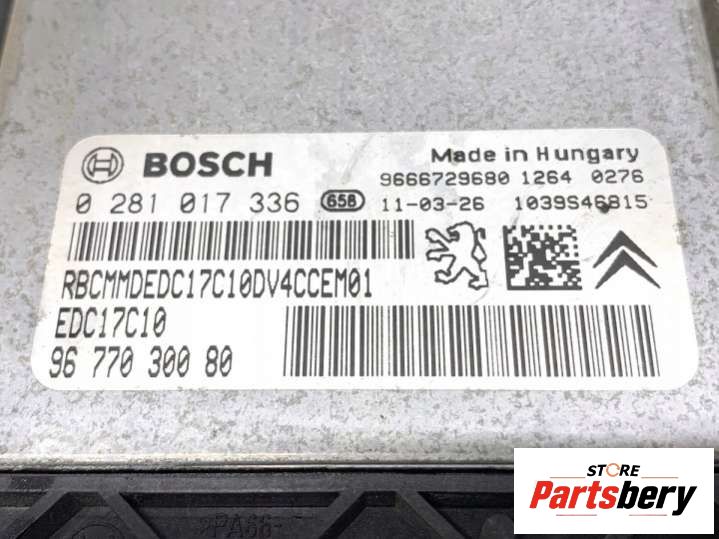 BOSCH
Made in Hungary
9666729680 1264 0276
0 281 017 336 658 11-03-26 1039S46815
RBCMMDEDC17C10DV4CCEM01
EDC17C10
96 770 300 80
STORE
Partsbery
>PA66-